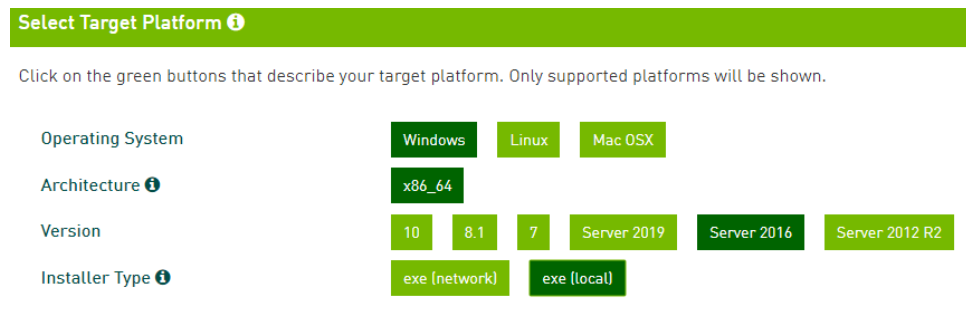 Select Target Platform
Click on the green buttons that describe your target platform. Only supported platforms will be shown.
Operating System Windows Linux Mac OSX
Architecture x86_64
Version 10 8.1 7 Server 2019 Server 2016 Server 2012 R2
Installer Type exe (network) exe (local)